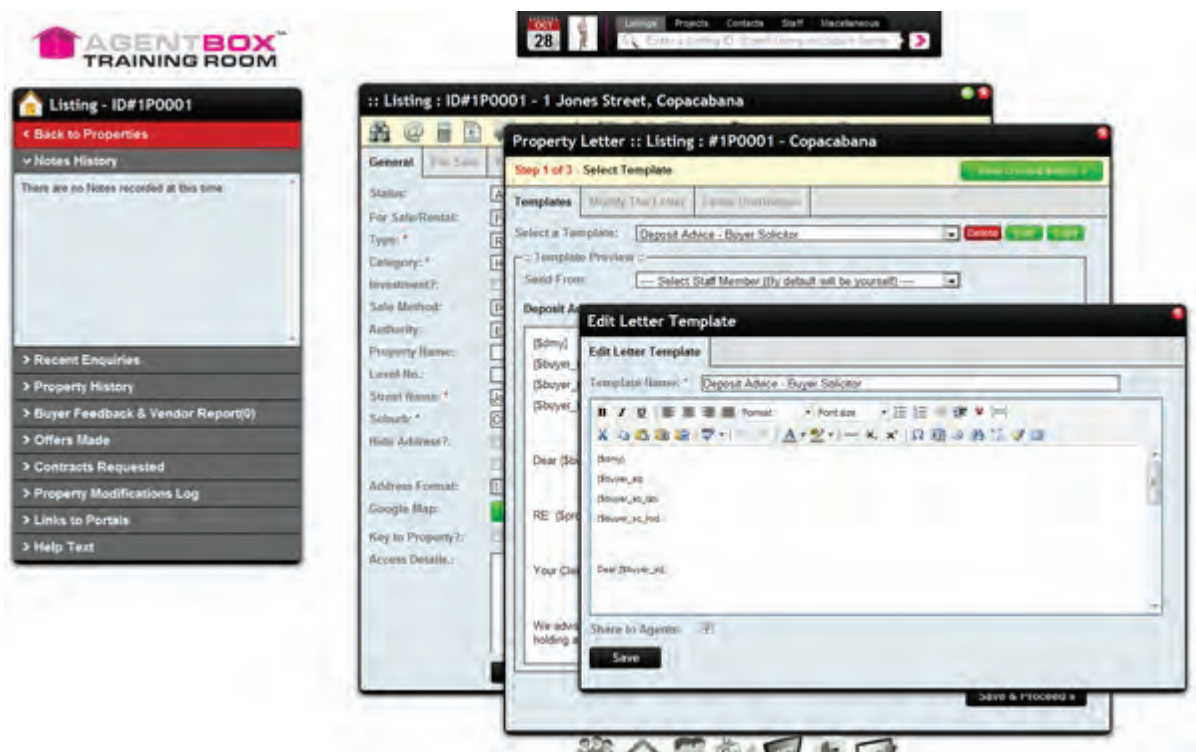 AGENTBOX™
TRAINING ROOM
OCT
28
Listings Projects Contacts Staff Miscellaneous
Listing - ID#1P0001
< Back to Properties
Notes History
There are no Notes recorded at this time
> Recent Enquiries
> Property History
> Buyer Feedback & Vendor Report(0)
> Offers Made
> Contracts Requested
> Property Modifications Log
> Links to Portals
> Help Text
:: Listing : ID#1P0001 - 1 Jones Street, Copacabana
General
Status:
For Sale/Rental:
Type: *
Category: *
Investment?:
Sale Method:
Authority:
Property Name:
Level No.:
Street Name: *
Suburb: *
Hide Address?:
Address Format:
Google Map:
Key to Property?:
Access Details.:
Property Letter :: Listing : #1P0001 - Copacabana
Step 1 of 3 - Select Template
Templates Modify The Letter
Select a Template: Deposit Advice - Buyer Solicitor Delete
:: Template Preview ::
Send From: ---- Select Staff Member (By default will be yourself) ----
Deposit
RE
We
holding
Save & Proceed »
Edit Letter Template
Edit Letter Template
Template Name: * Deposit Advice - Buyer Solicitor
B I U Format Font size
Dear
Share to Agents:
Save